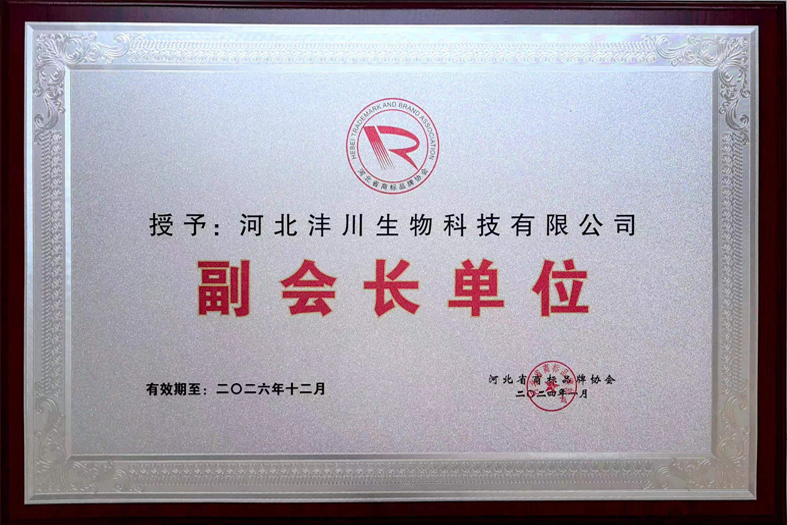 HEBEI TRADEMARK AND BRAND ASSOCIATION
河北省商标品牌协会
授予：河北沣川生物科技有限公司
副会长单位
有效期至：二〇二六年十二月
河北省商标品牌协会
二〇二四年一月